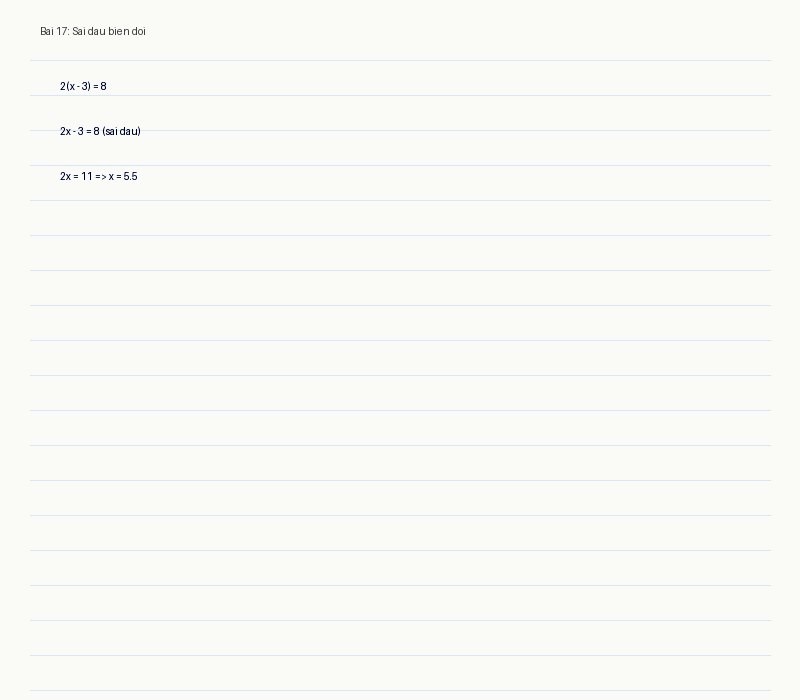 Bai 17: Sai dau bien doi
2(x - 3) = 8
2x - 3 = 8 (sai dau)
2x = 11 => x = 5.5